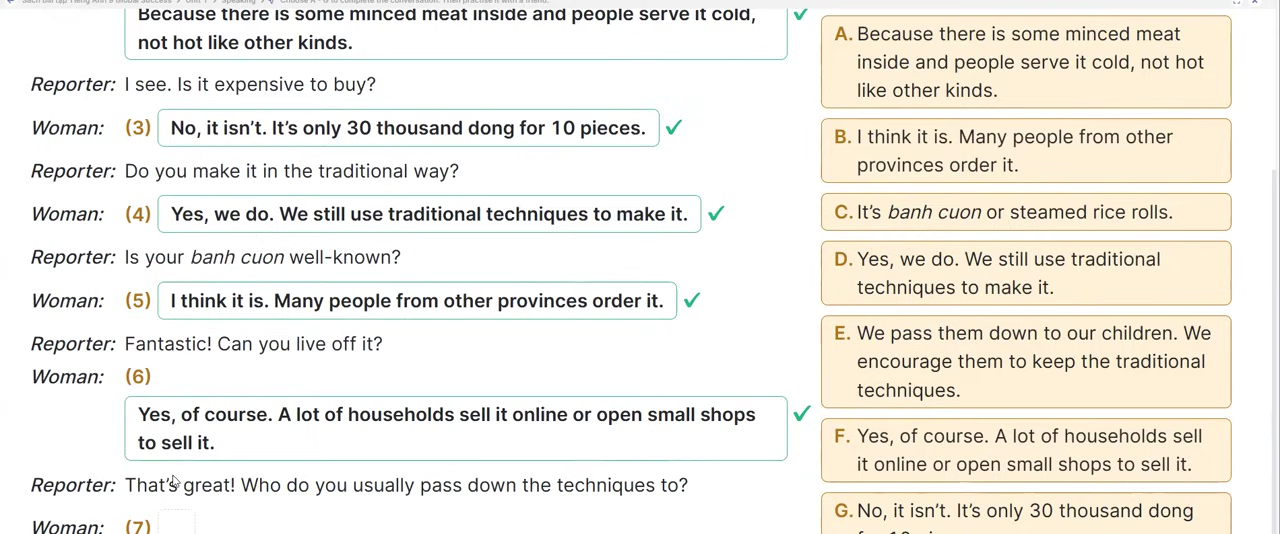 Because there is some minced meat inside and people serve it cold,
not hot like other kinds.
Reporter: I see. Is it expensive to buy?
Woman: (3) No, it isn't. It's only 30 thousand dong for 10 pieces.
Reporter: Do you make it in the traditional way?
Woman: (4) Yes, we do. We still use traditional techniques to make it.
Reporter: Is your banh cuon well-known?
Woman: (5) I think it is. Many people from other provinces order it.
Reporter: Fantastic! Can you live off it?
Woman: (6)
Yes, of course. A lot of households sell it online or open small shops
to sell it.
Reporter: That's great! Who do you usually pass down the techniques to?
Woman: (7)
A. Because there is some minced meat
inside and people serve it cold, not hot
like other kinds.
B. I think it is. Many people from other
provinces order it.
C. It's banh cuon or steamed rice rolls.
D. Yes, we do. We still use traditional
techniques to make it.
E. We pass them down to our children. We
encourage them to keep the traditional
techniques.
F. Yes, of course. A lot of households sell
it online or open small shops to sell it.
G. No, it isn't. It's only 30 thousand dong